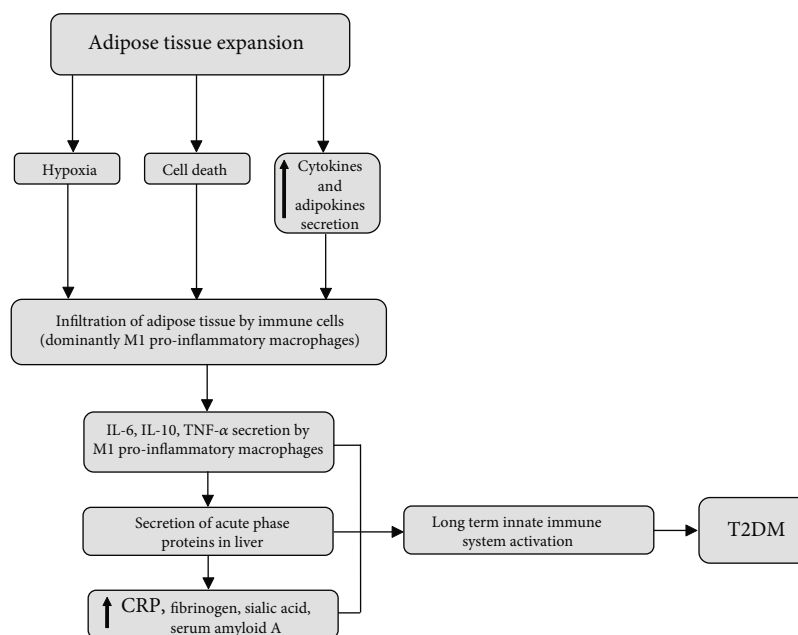 Adipose tissue expansion
Hypoxia
Cell death
Cytokines
and
adipokines
secretion
Infiltration of adipose tissue by immune cells
(dominantly M1 pro-inflammatory macrophages)
IL-6, IL-10, TNF-α secretion by
M1 pro-inflammatory macrophages
Secretion of acute phase
proteins in liver
Long term innate immune
system activation
T2DM
CRP, fibrinogen, sialic acid,
serum amyloid A